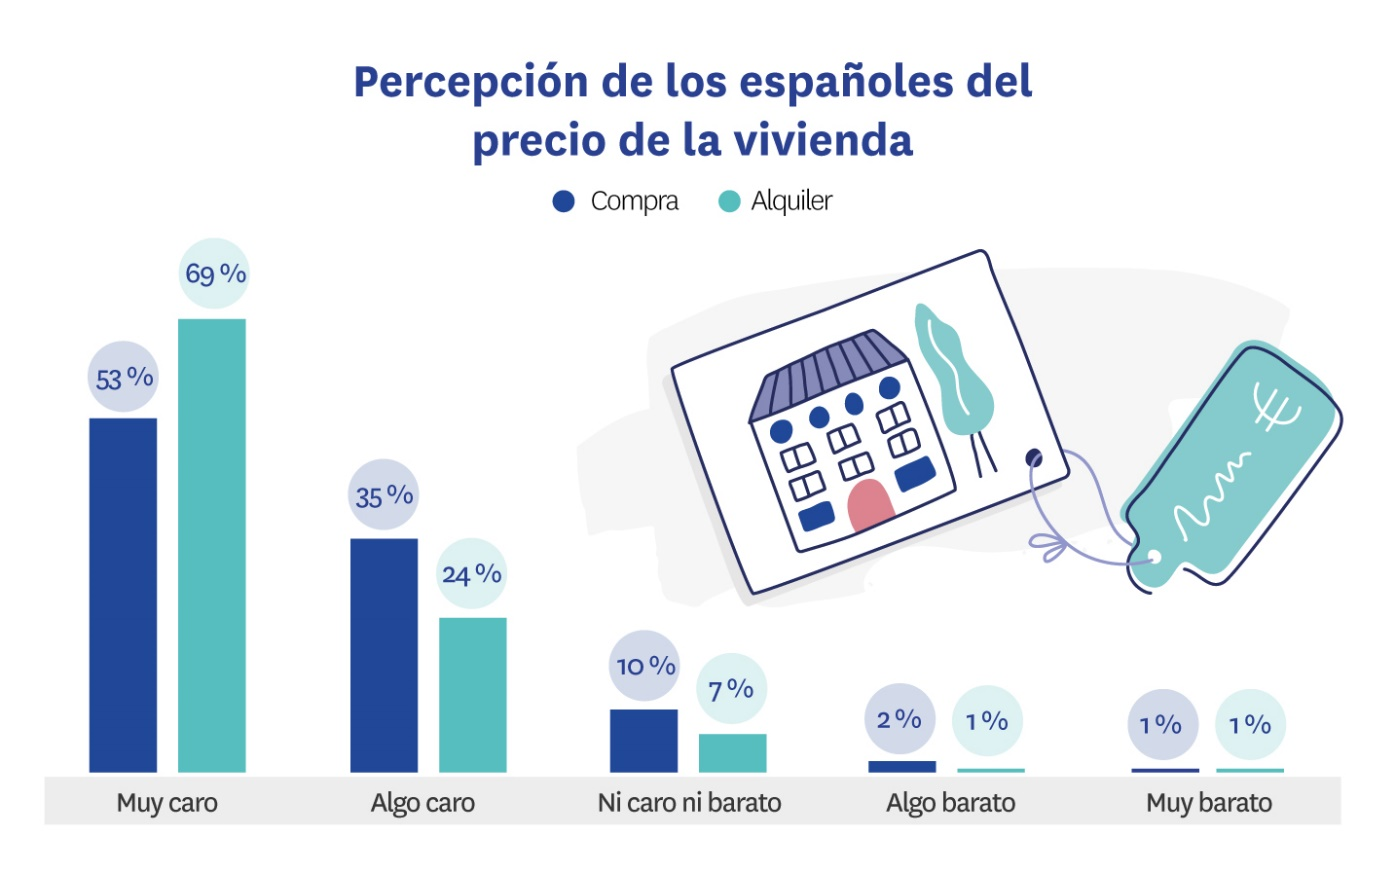 Percepción de los españoles del
precio de la vivienda
Compra Alquiler
69 %
53 %
35 %
24 %
10 %
7 %
2 %
1 %
1 %
1 %
Muy caro Algo caro Ni caro ni barato Algo barato Muy barato